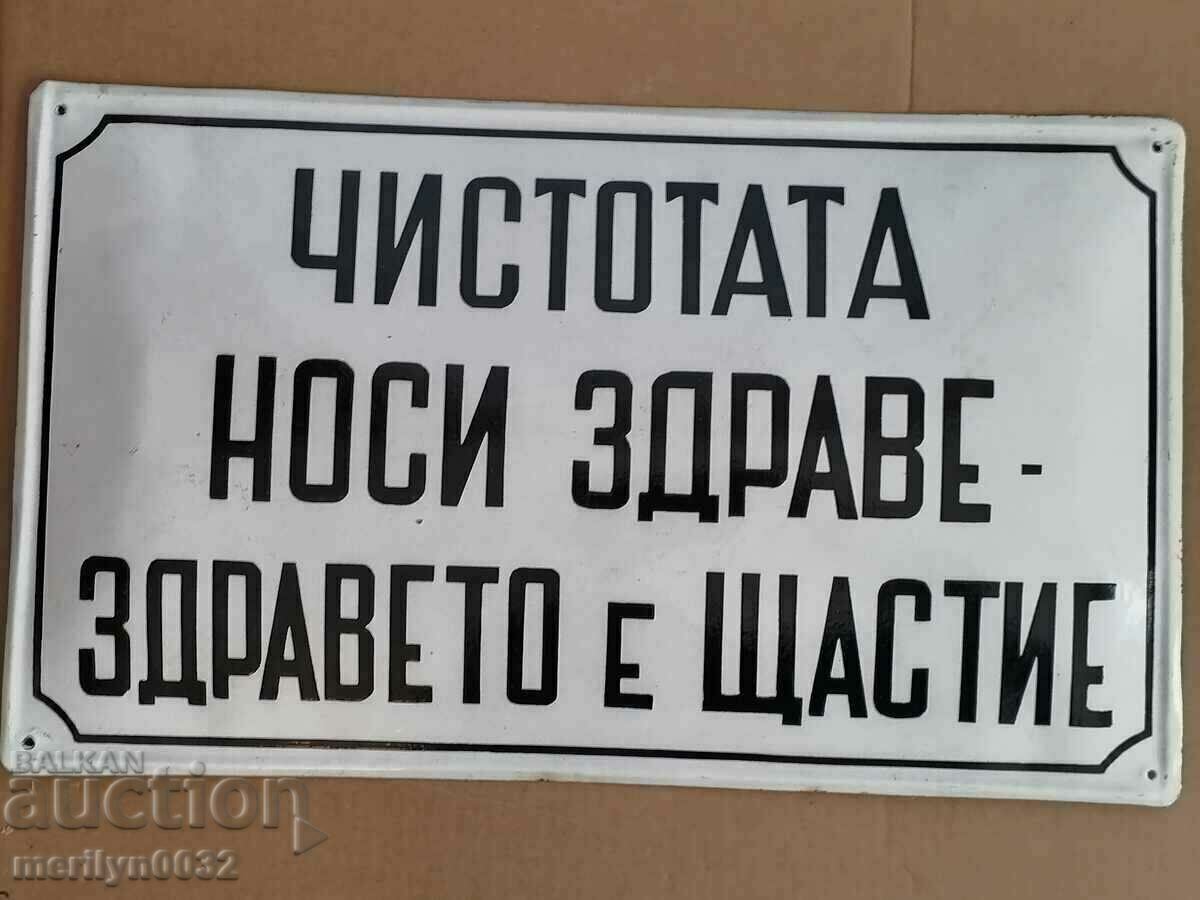 ЧИСТОТАТА
НОСИ ЗДРАВЕ -
ЗДРАВЕТО Е ЩАСТИЕ
BALKAN
auction
merilyn0032